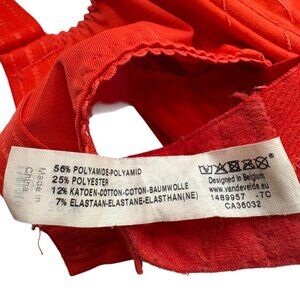 Made in
China
56% POLYAMIDE-POLYAMID
25% POLYESTER
12% KATOEN-COTTON-COTON-BAUMWOLLE
7% ELASTAAN-ELASTANE-ELASTHAN(NE)
Designed in Belgium
www.vandevelde.eu
1489957 -7C
CA36032